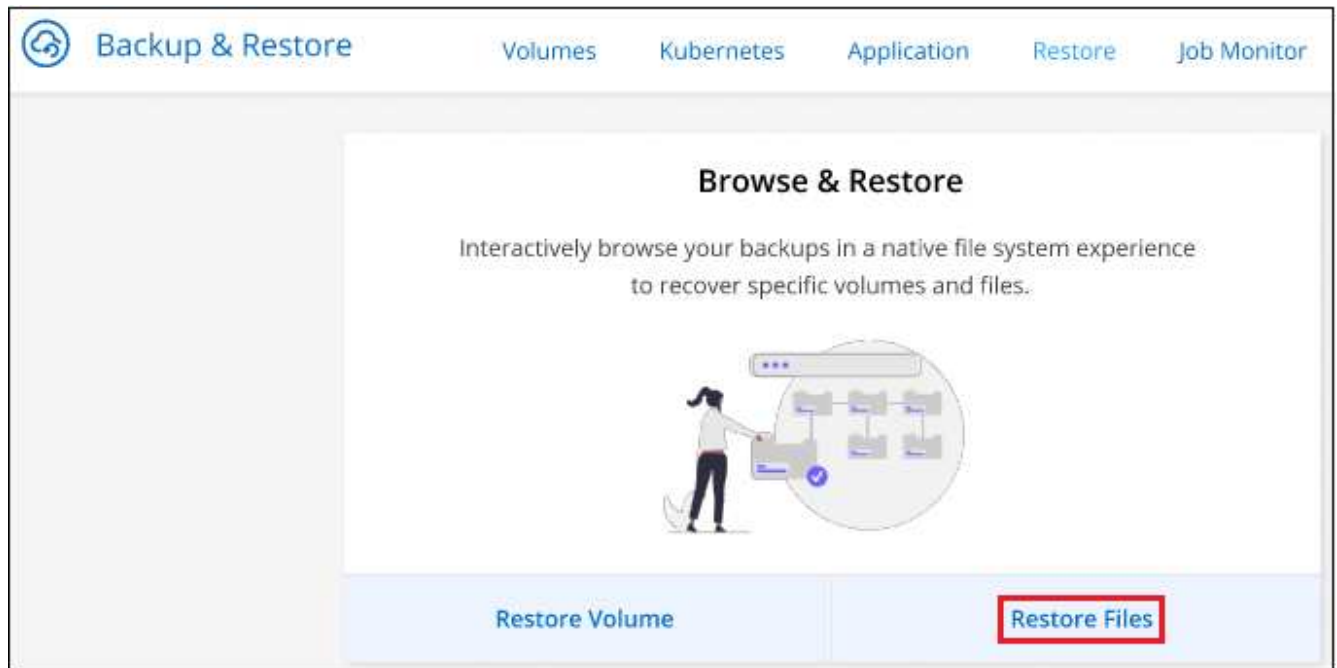 Backup & Restore Volumes Kubernetes Application Restore Job Monitor
Browse & Restore
Interactively browse your backups in a native file system experience
to recover specific volumes and files.
Restore Volume Restore Files